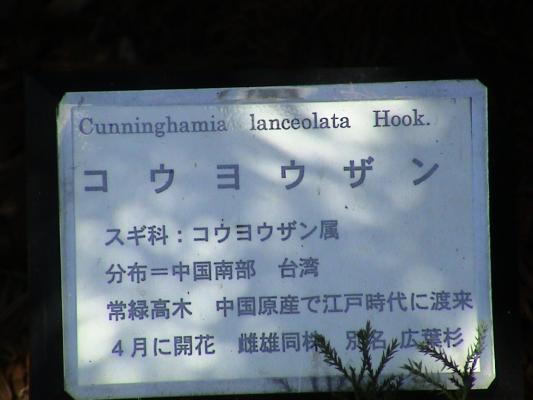 Cunninghamia lanceolata Hook.
コウヨウザン
スギ科：コウヨウザン属
分布＝中国南部 台湾
常緑高木 中国原産で江戸時代に渡来
４月に開花 雌雄同株 別名 広葉杉